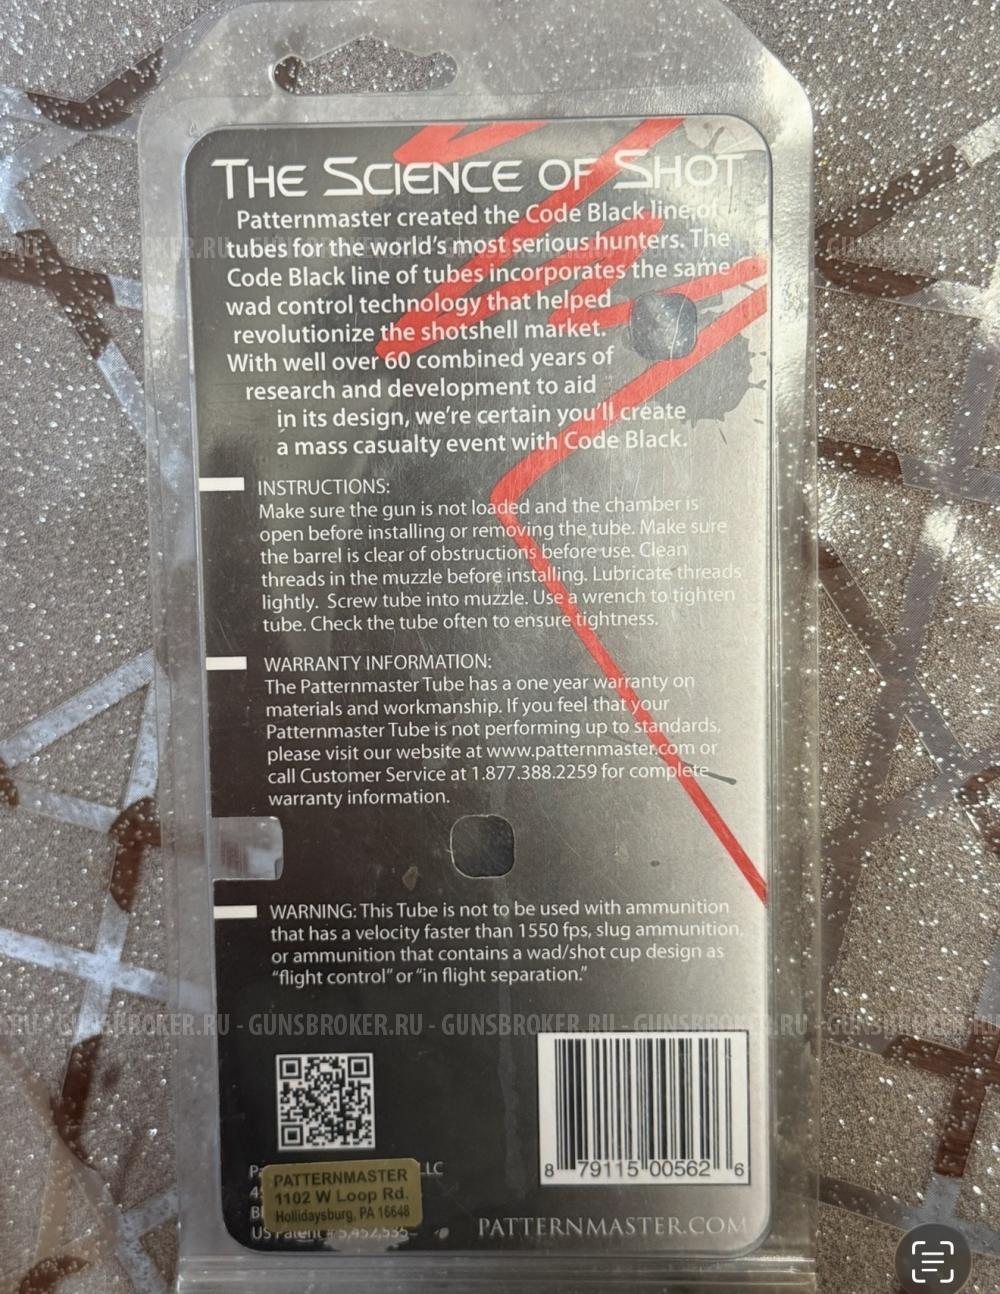 THE SCIENCE OF SHOT
Patternmaster created the Code Black line of
tubes for the world's most serious hunters. The
Code Black line of tubes incorporates the same
wad control technology that helped
revolutionize the shotshell market.
With well over 60 combined years of
research and development to aid
in its design, we're certain you'll create
a mass casualty event with Code Black.
INSTRUCTIONS:
Make sure the gun is not loaded and the chamber is
open before installing or removing the tube. Make sure
the barrel is clear of obstructions before use. Clean
threads in the muzzle before installing. Lubricate threads
lightly. Screw tube into muzzle. Use a wrench to tighten
tube. Check the tube often to ensure tightness.
WARRANTY INFORMATION:
The Patternmaster Tube has a one year warranty on
materials and workmanship. If you feel that your
Patternmaster Tube is not performing up to standards,
please visit our website at www.patternmaster.com or
call Customer Service at 1.877.388.2259 for complete
warranty information.
WARNING: This Tube is not to be used with ammunition
that has a velocity faster than 1550 fps, slug ammunition,
or ammunition that contains a wad/shot cup design as
"flight control" or "in flight separation."
GUNSBROKER.RU - GUNSBROKER.RU - GUNSBROKER.RU
8 79115 00562 6
LLC
PATTERNMASTER
1102 W Loop Rd.
Hollidaysburg, PA 16648
US Patent # 5,452,535
PATTERNMASTER.COM